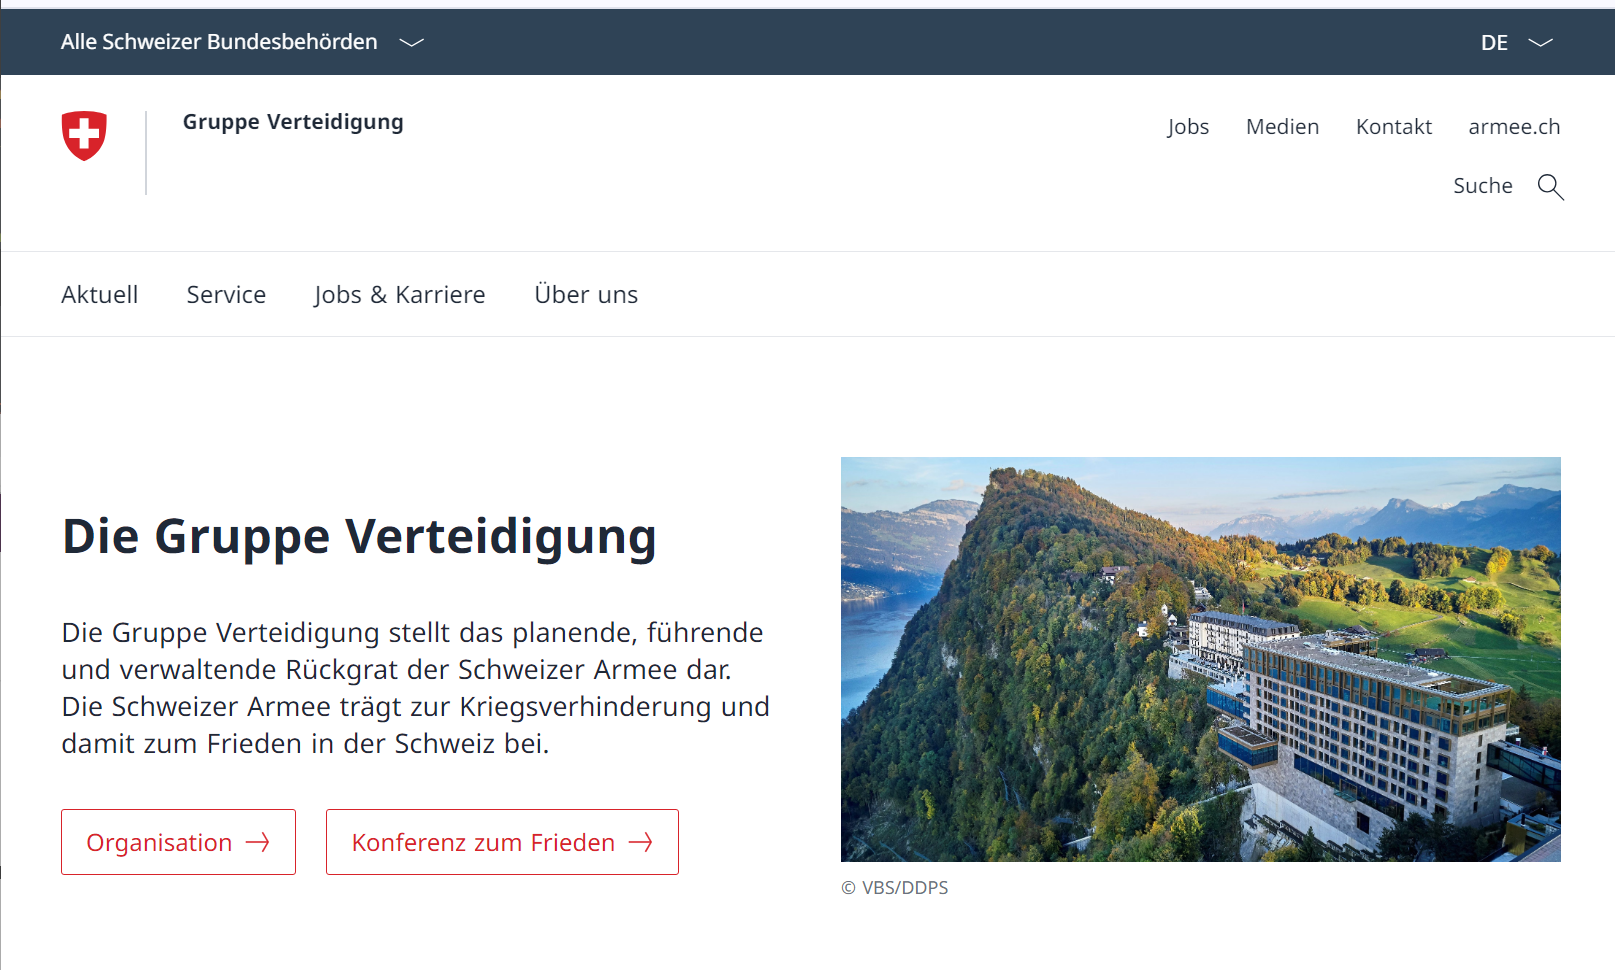 Alle Schweizer Bundesbehörden
DE
Gruppe Verteidigung
Jobs Medien Kontakt armee.ch
Suche
Aktuell Service Jobs & Karriere Über uns
Die Gruppe Verteidigung
Die Gruppe Verteidigung stellt das planende, führende
und verwaltende Rückgrat der Schweizer Armee dar.
Die Schweizer Armee trägt zur Kriegsverhinderung und
damit zum Frieden in der Schweiz bei.
Organisation
Konferenz zum Frieden
© VBS/DDPS